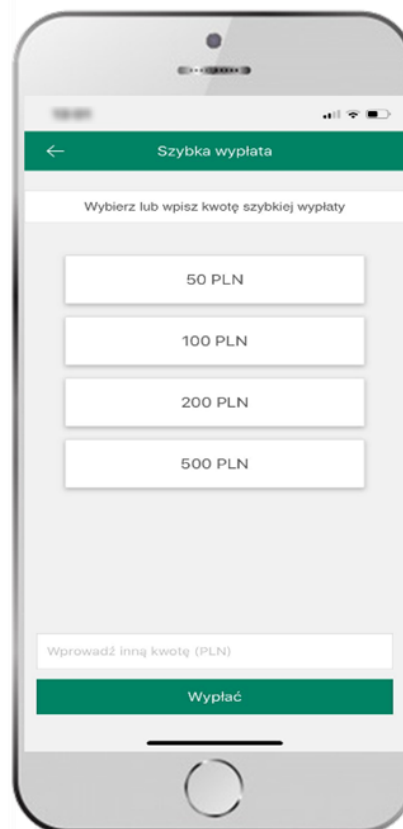 Szybka wypłata
Wybierz lub wpisz kwotę szybkiej wypłaty
50 PLN
100 PLN
200 PLN
500 PLN
Wprowadź inną kwotę (PLN)
Wypłać